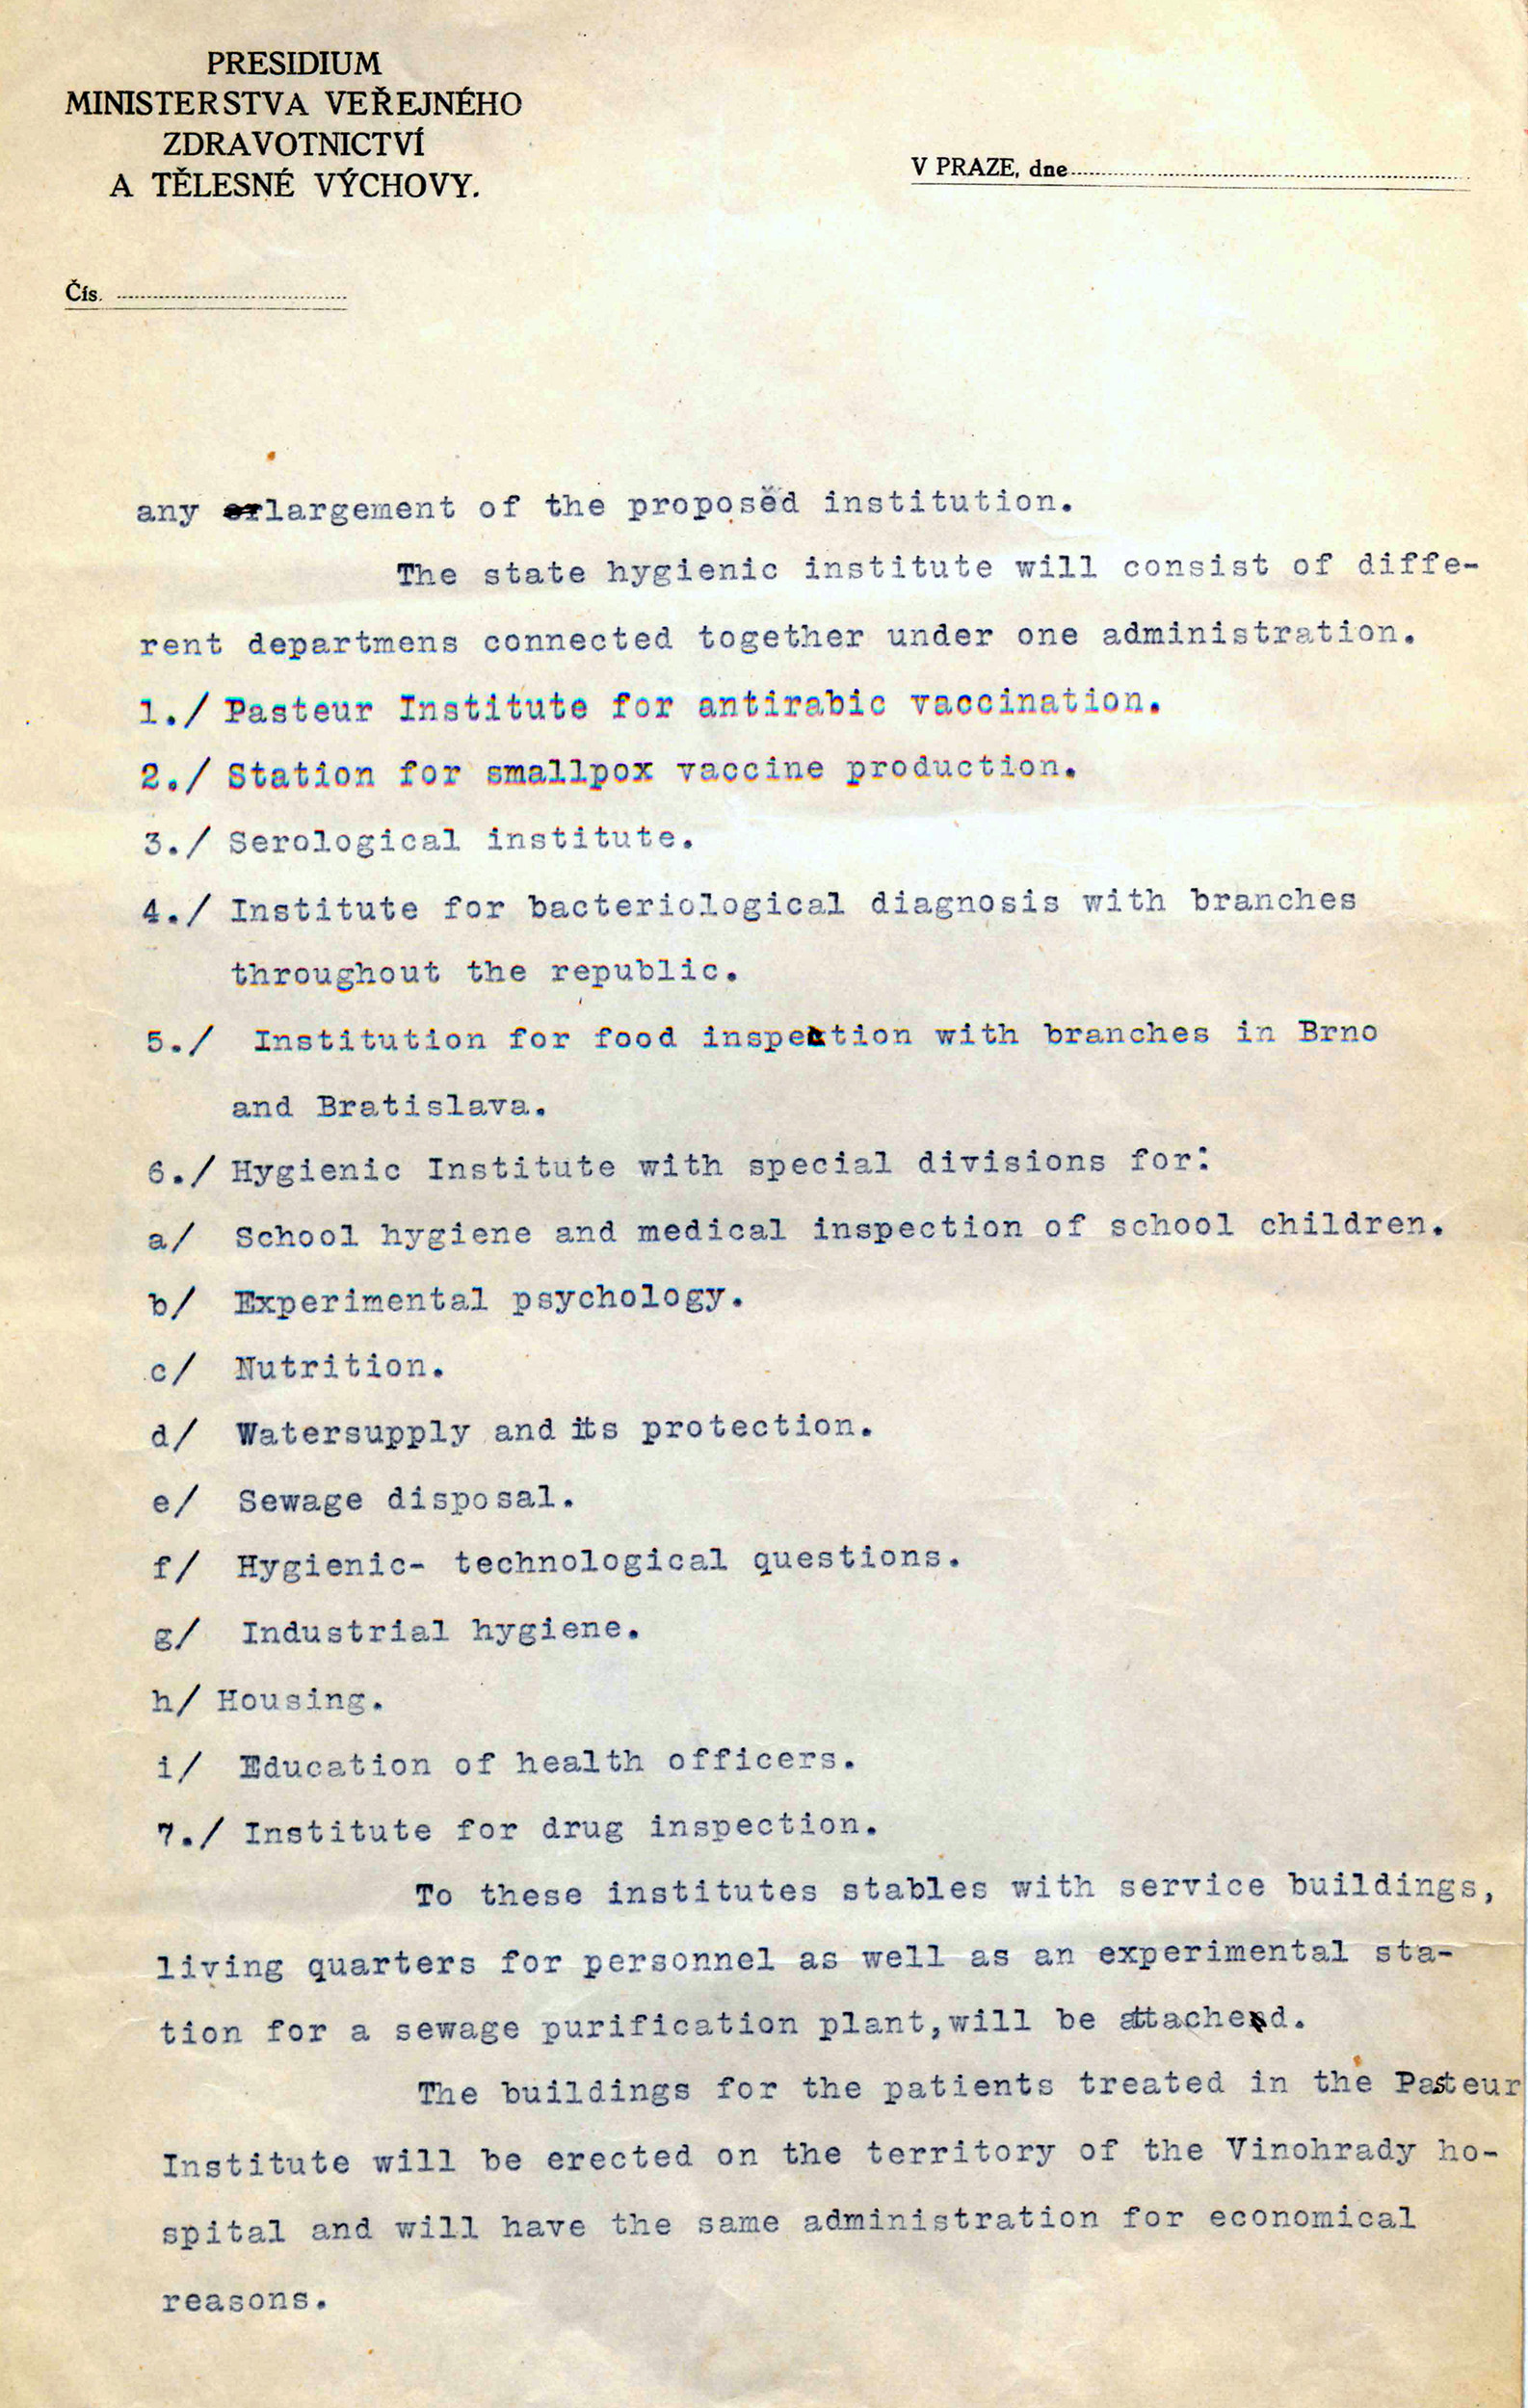 PRESIDIUM
MINISTERSTVA VEŘEJNÉHO
ZDRAVOTNICTVÍ
A TĚLESNÉ VÝCHOVY.
V PRAZE, dne
Čís.
any erlargement of the proposed institution.
The state hygienic institute will consist of diffe-
rent departmens connected together under one administration.
1./ Pasteur Institute for antirabic vaccination.
2./ Station for smallpox vaccine production.
3./ Serological institute.
4./ Institute for bacteriological diagnosis with branches
throughout the republic.
5./ Institution for food inspection with branches in Brno
and Bratislava.
6./ Hygienic Institute with special divisions for:
a/ School hygiene and medical inspection of school children.
b/ Experimental psychology.
c/ Nutrition.
d/ Watersupply and its protection.
e/ Sewage disposal.
f/ Hygienic- technological questions.
g/ Industrial hygiene.
h/ Housing.
i/ Education of health officers.
7./ Institute for drug inspection.
To these institutes stables with service buildings,
living quarters for personnel as well as an experimental sta-
tion for a sewage purification plant,will be attached.
The buildings for the patients treated in the Pasteur
Institute will be erected on the territory of the Vinohrady ho-
spital and will have the same administration for economical
reasons.